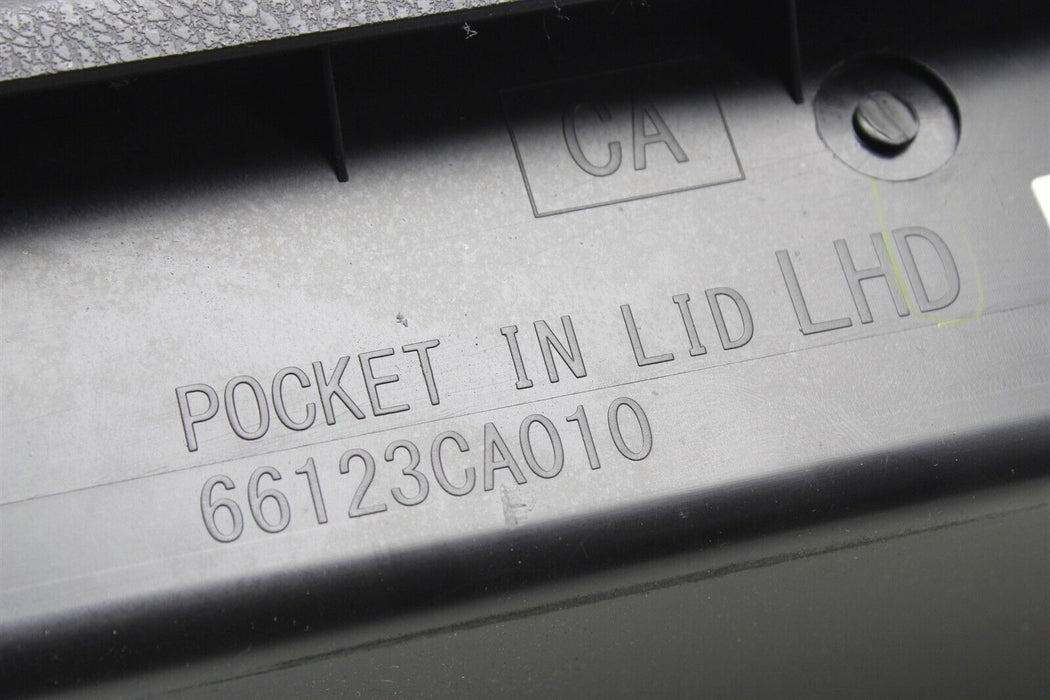 CA
POCKET IN LID LHD
66123CA010